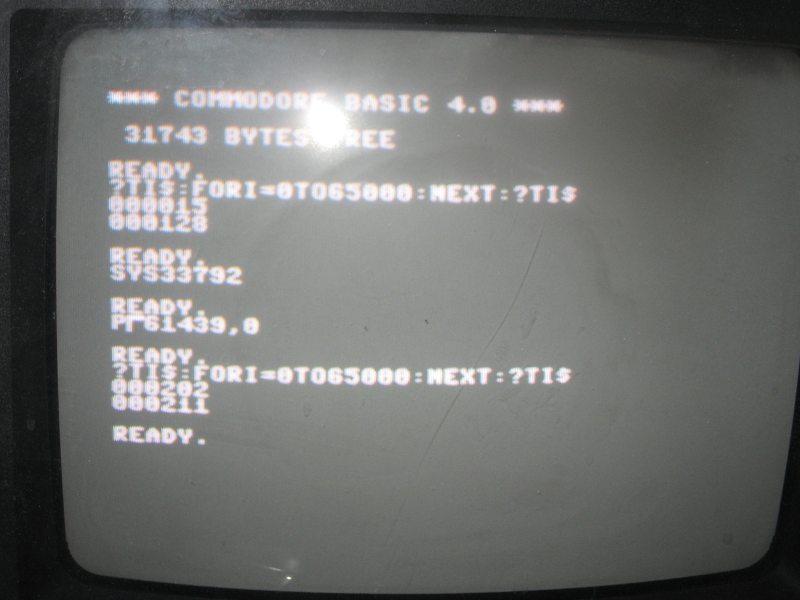 *** COMMODORE BASIC 4.0 ***
31743 BYTES FREE
READY.
?TI$:FORI=0TO65000:NEXT:?TI$
000015
000128
READY.
SYS33792
READY.
61439,0
READY.
?TI$:FORI=0TO65000:NEXT:?TI$
000202
000211
READY.